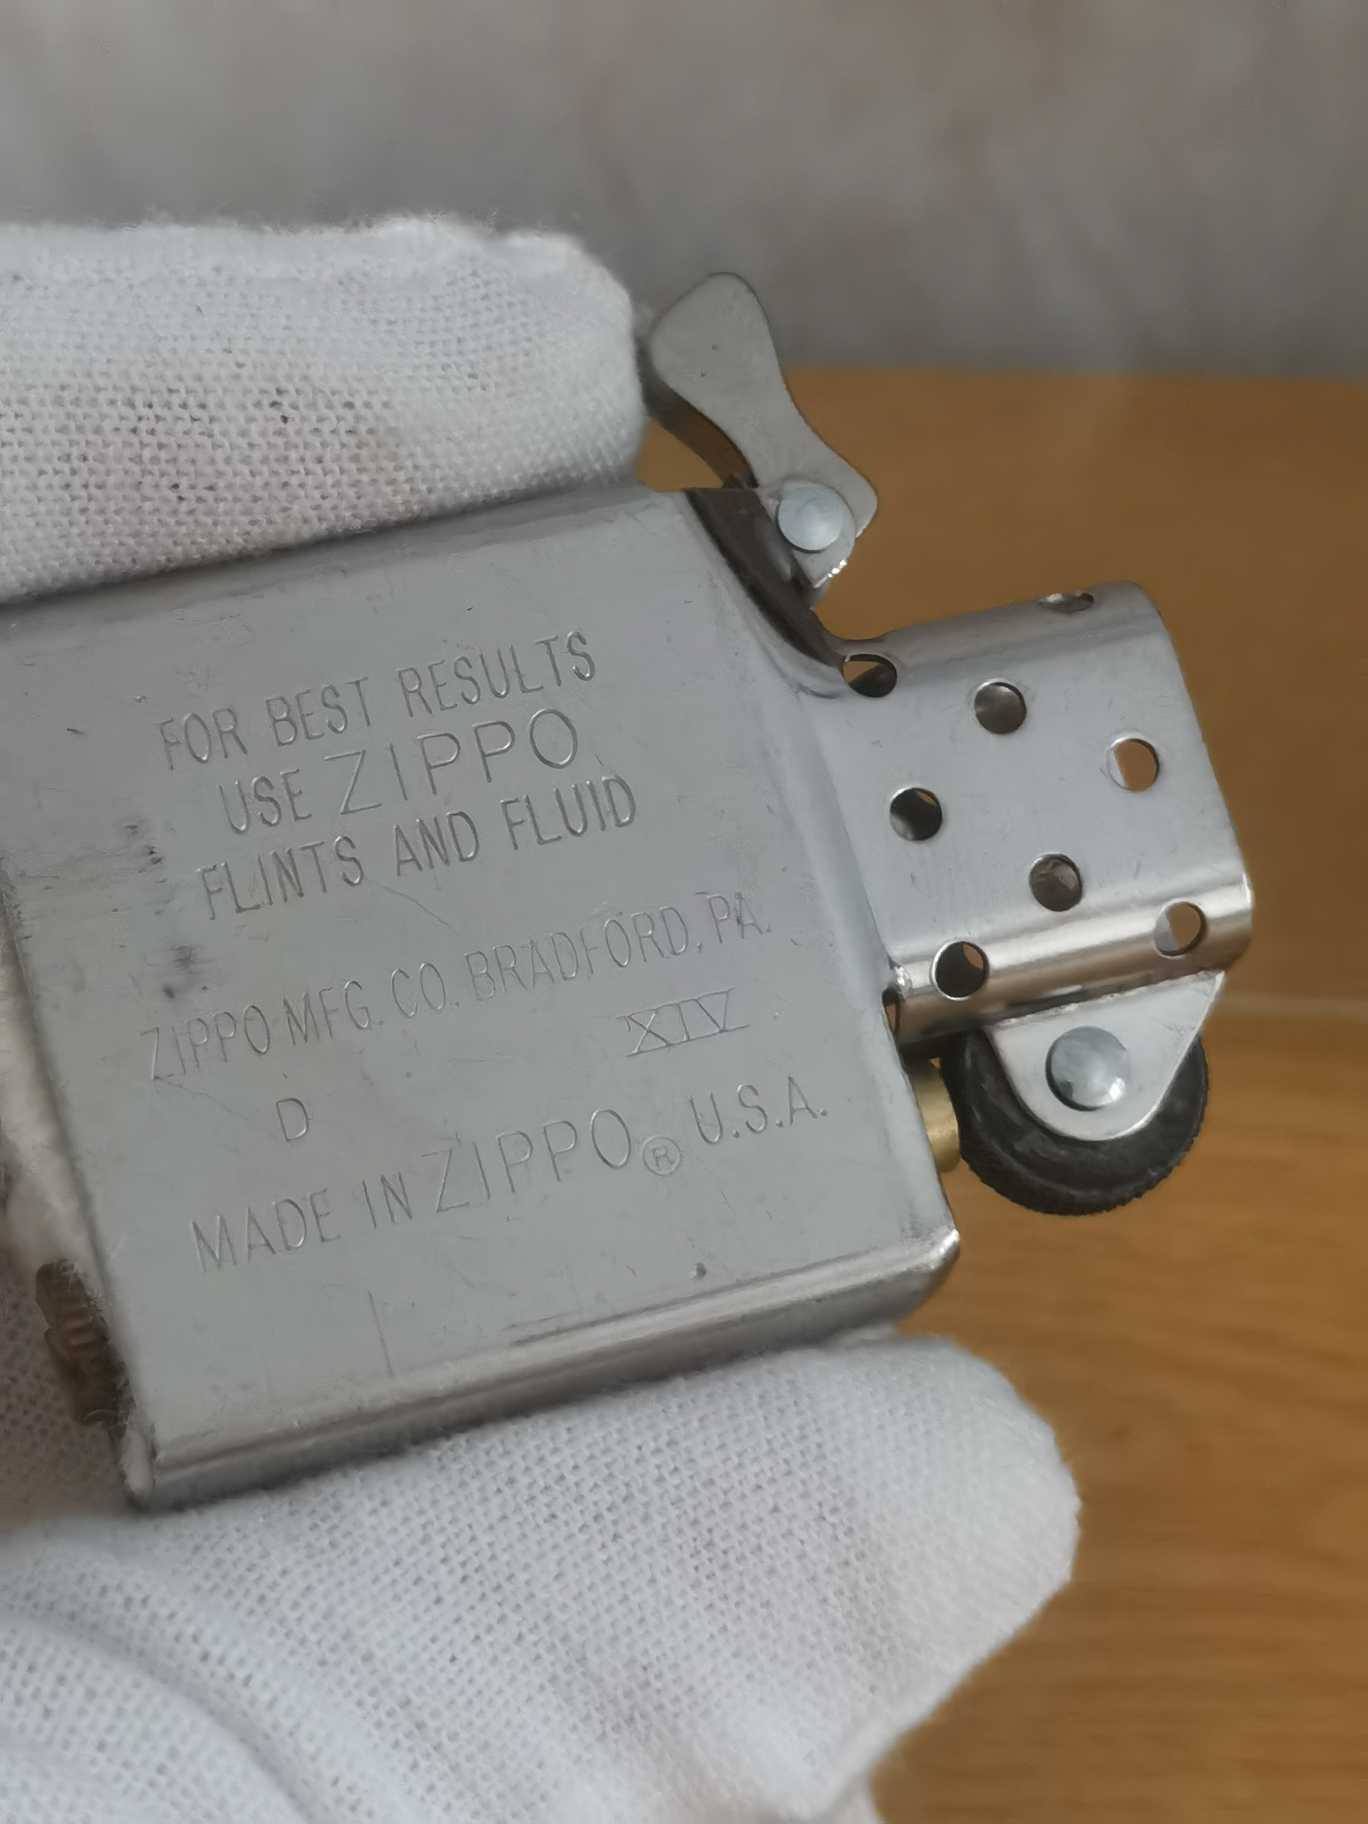 FOR BEST RESULTS
USE ZIPPO
FLINTS AND FLUID
ZIPPO MFG. CO. BRADFORD, PA.
D XIV
MADE IN ZIPPO® U.S.A.